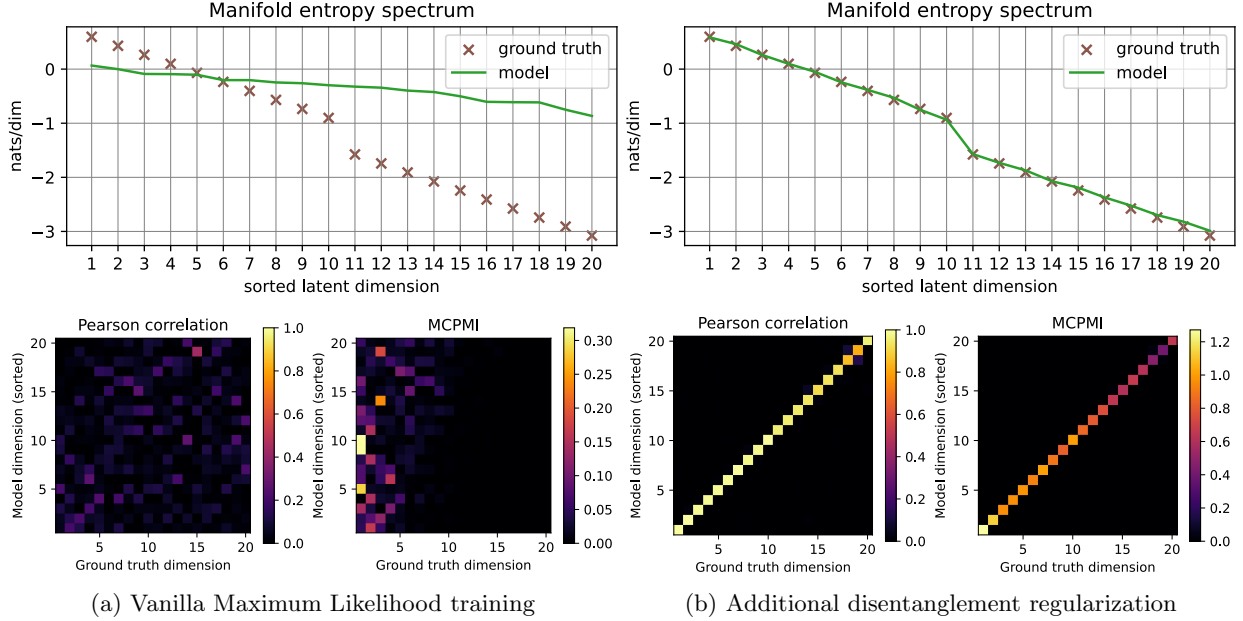 Manifold entropy spectrum
ground truth
model
0
−1
−2
−3
nats/dim
1 2 3 4 5 6 7 8 9 10 11 12 13 14 15 16 17 18 19 20
sorted latent dimension
Pearson correlation
Model dimension (sorted)
20
15
10
5
5 10 15 20
Ground truth dimension
1.0
0.8
0.6
0.4
0.2
0.0
MCPMI
Model dimension (sorted)
20
15
10
5
5 10 15 20
Ground truth dimension
0.30
0.25
0.20
0.15
0.10
0.05
0.00
(a) Vanilla Maximum Likelihood training
Manifold entropy spectrum
ground truth
model
0
−1
−2
−3
nats/dim
1 2 3 4 5 6 7 8 9 10 11 12 13 14 15 16 17 18 19 20
sorted latent dimension
Pearson correlation
Model dimension (sorted)
20
15
10
5
5 10 15 20
Ground truth dimension
1.0
0.8
0.6
0.4
0.2
0.0
MCPMI
Model dimension (sorted)
20
15
10
5
5 10 15 20
Ground truth dimension
1.2
1.0
0.8
0.6
0.4
0.2
0.0
(b) Additional disentanglement regularization